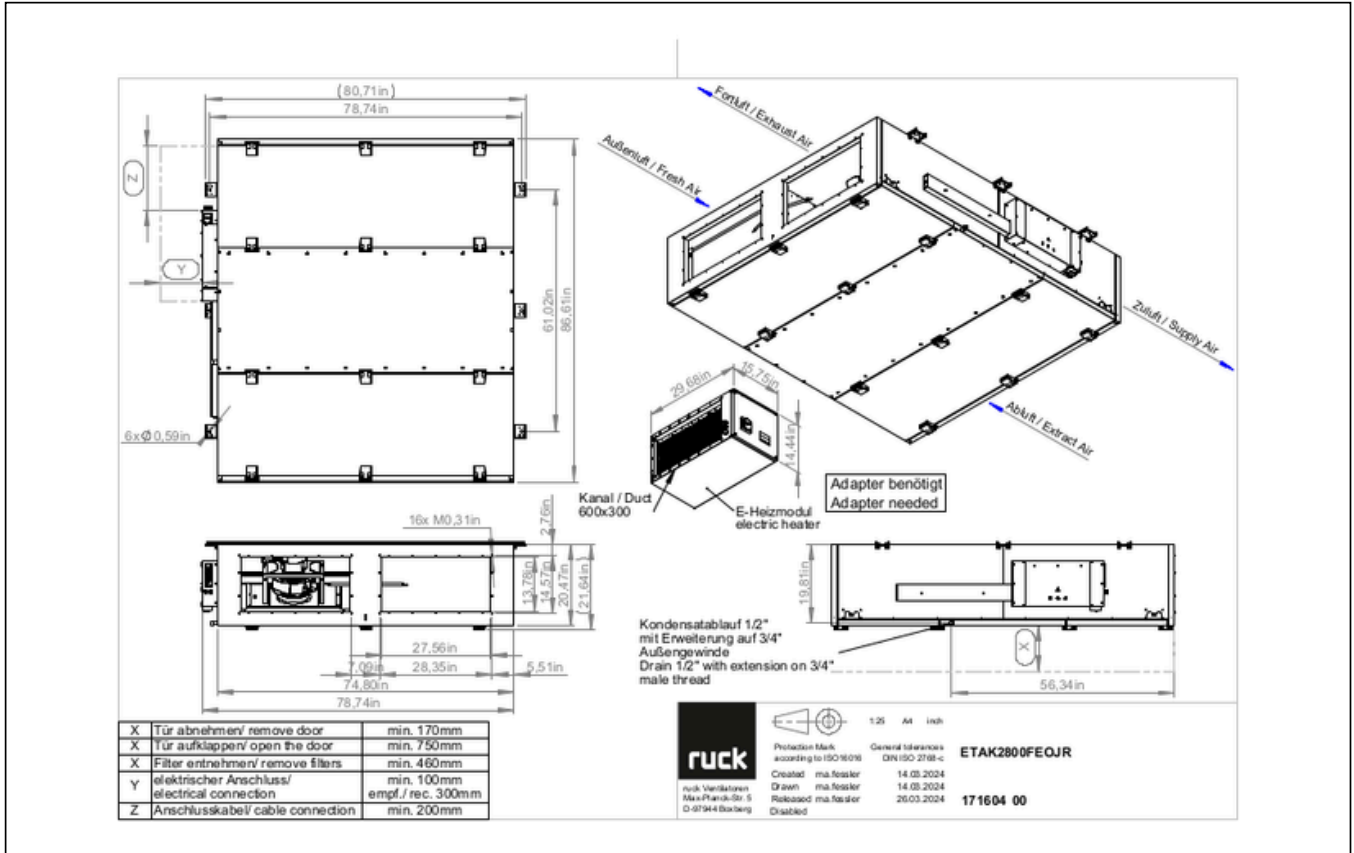 (80,71in)
78,74in
Z
Y
61,02in
86,61in
6xØ0,59in
Fortluft / Exhaust Air
Außenluft / Fresh Air
Zuluft / Supply Air
Abluft / Extract Air
29,68in
15,75in
14,44in
Kanal / Duct
600x300
E-Heizmodul
electric heater
Adapter benötigt
Adapter needed
16x M0,31in
2,76in
13,78in
14,57in
20,47in
(21,64in)
27,56in
7,09in
28,35in
5,51in
74,80in
78,74in
19,81in
X
56,34in
Kondensatablauf 1/2"
mit Erweiterung auf 3/4"
Außengewinde
Drain 1/2" with extension on 3/4"
male thread
X Tür abnehmen/ remove door min. 170mm
X Tür aufklappen/ open the door min. 750mm
X Filter entnehmen/ remove filters min. 460mm
Y elektrischer Anschluss/ min. 100mm
electrical connection empf./ rec. 300mm
Z Anschlusskabel/ cable connection min. 200mm
ruck
ruck Ventilatoren
Max-Planck-Str. 5
D-97944 Boxberg
1:25 A4 inch
Protection Mark
according to ISO16016
General tolerances
DIN ISO 2768-c
ETAK2800FEOJR
Created ma.fessler 14.03.2024
Drawn ma.fessler 14.03.2024
Released ma.fessler 26.03.2024
Disabled
171604 00